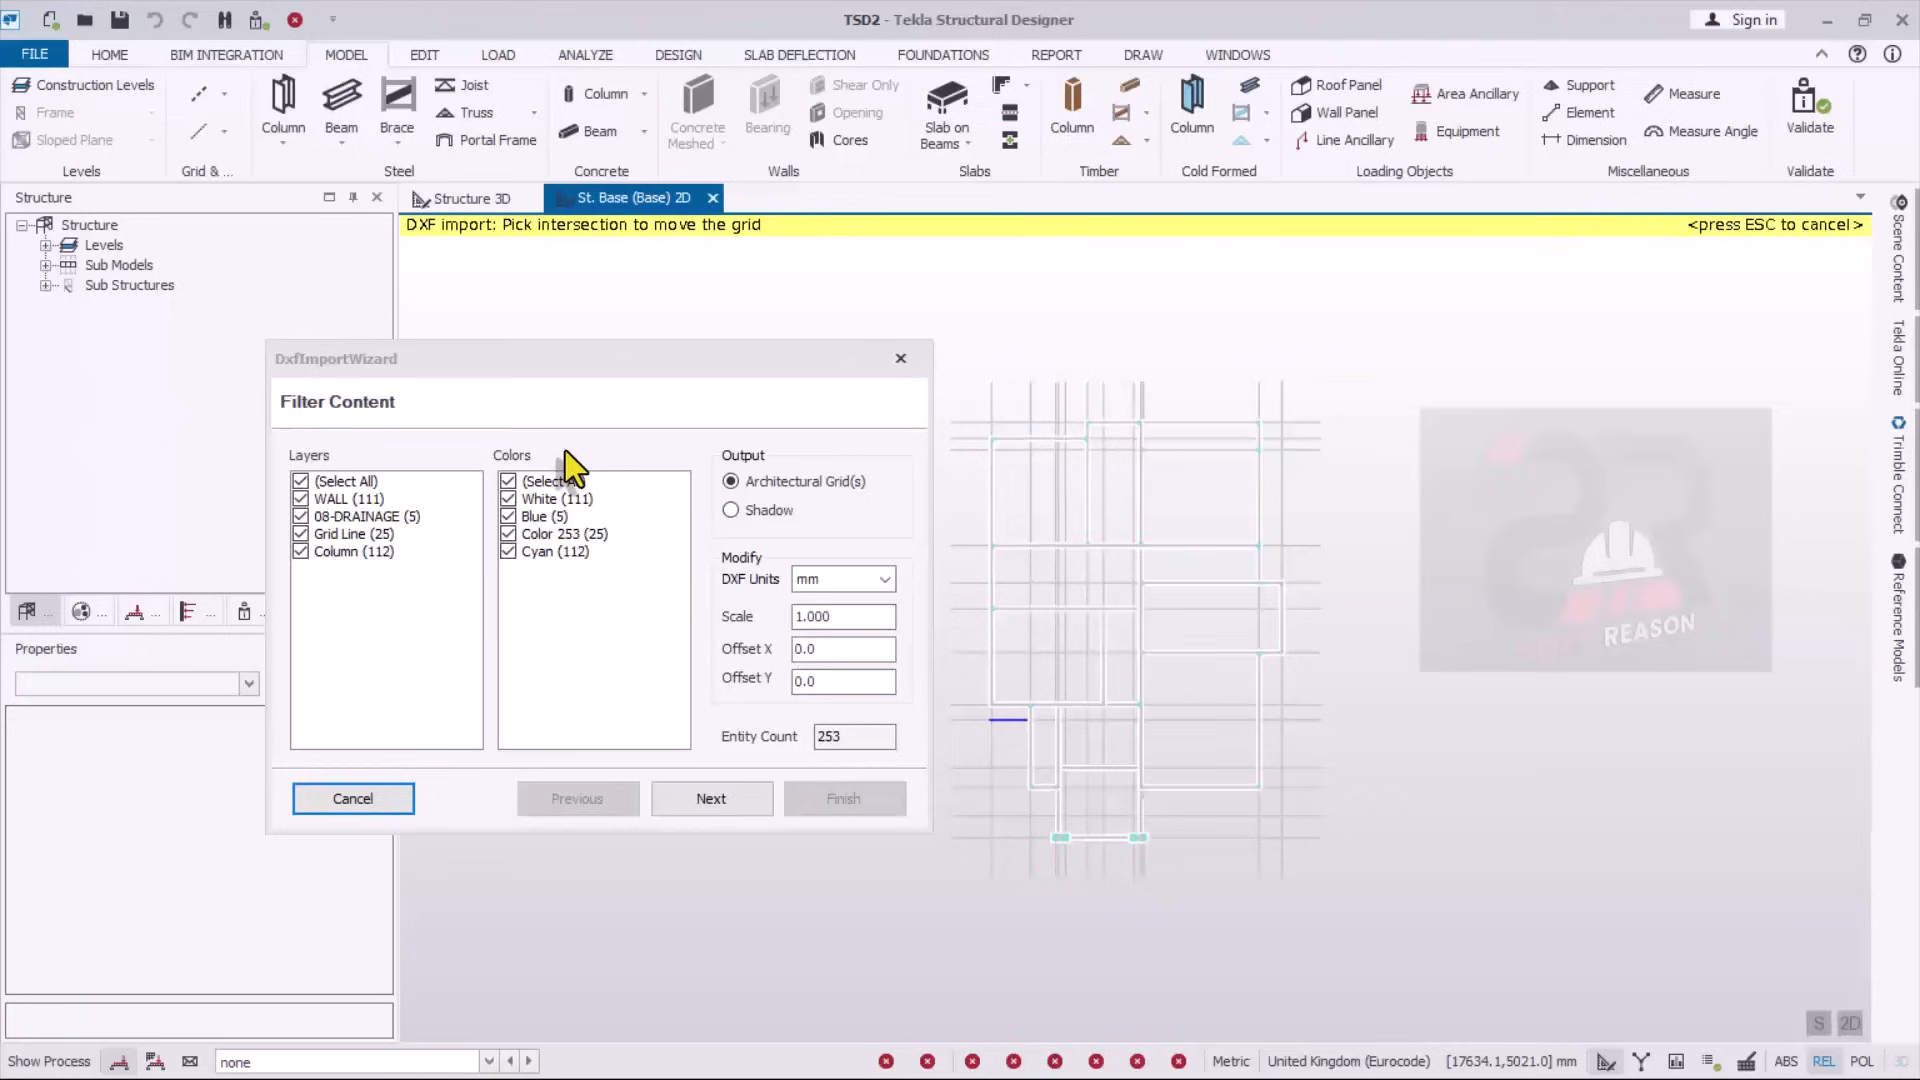 TSD2 - Tekla Structural Designer
Sign in
FILE HOME BIM INTEGRATION MODEL EDIT LOAD ANALYZE DESIGN SLAB DEFLECTION FOUNDATIONS REPORT DRAW WINDOWS
Construction Levels
Frame
Sloped Plane
Levels
Grid & ...
Column
Beam
Brace
Joist
Truss
Portal Frame
Steel
Column
Beam
Concrete
Concrete
Meshed
Bearing
Shear Only
Opening
Cores
Walls
Slab on
Beams
Slabs
Column
Timber
Column
Cold Formed
Roof Panel
Wall Panel
Line Ancillary
Area Ancillary
Equipment
Loading Objects
Support
Element
Dimension
Measure
Measure Angle
Miscellaneous
Validate
Validate
Structure
Structure 3D
St. Base (Base) 2D
DXF import: Pick intersection to move the grid
<press ESC to cancel>
Structure
Levels
Sub Models
Sub Structures
Properties
DxfImportWizard
Filter Content
Layers
(Select All)
WALL (111)
08-DRAINAGE (5)
Grid Line (25)
Column (112)
Colors
(Select
White (111)
Blue (5)
Color 253 (25)
Cyan (112)
Output
Architectural Grid(s)
Shadow
Modify
DXF Units mm
Scale 1.000
Offset X 0.0
Offset Y 0.0
Entity Count 253
Cancel Previous Next Finish
REASON
Scene Content
Tekla Online
Trimble Connect
Reference Models
S 2D
Show Process
none
Metric
United Kingdom (Eurocode)
[17634.1,5021.0] mm
ABS REL POL 3D